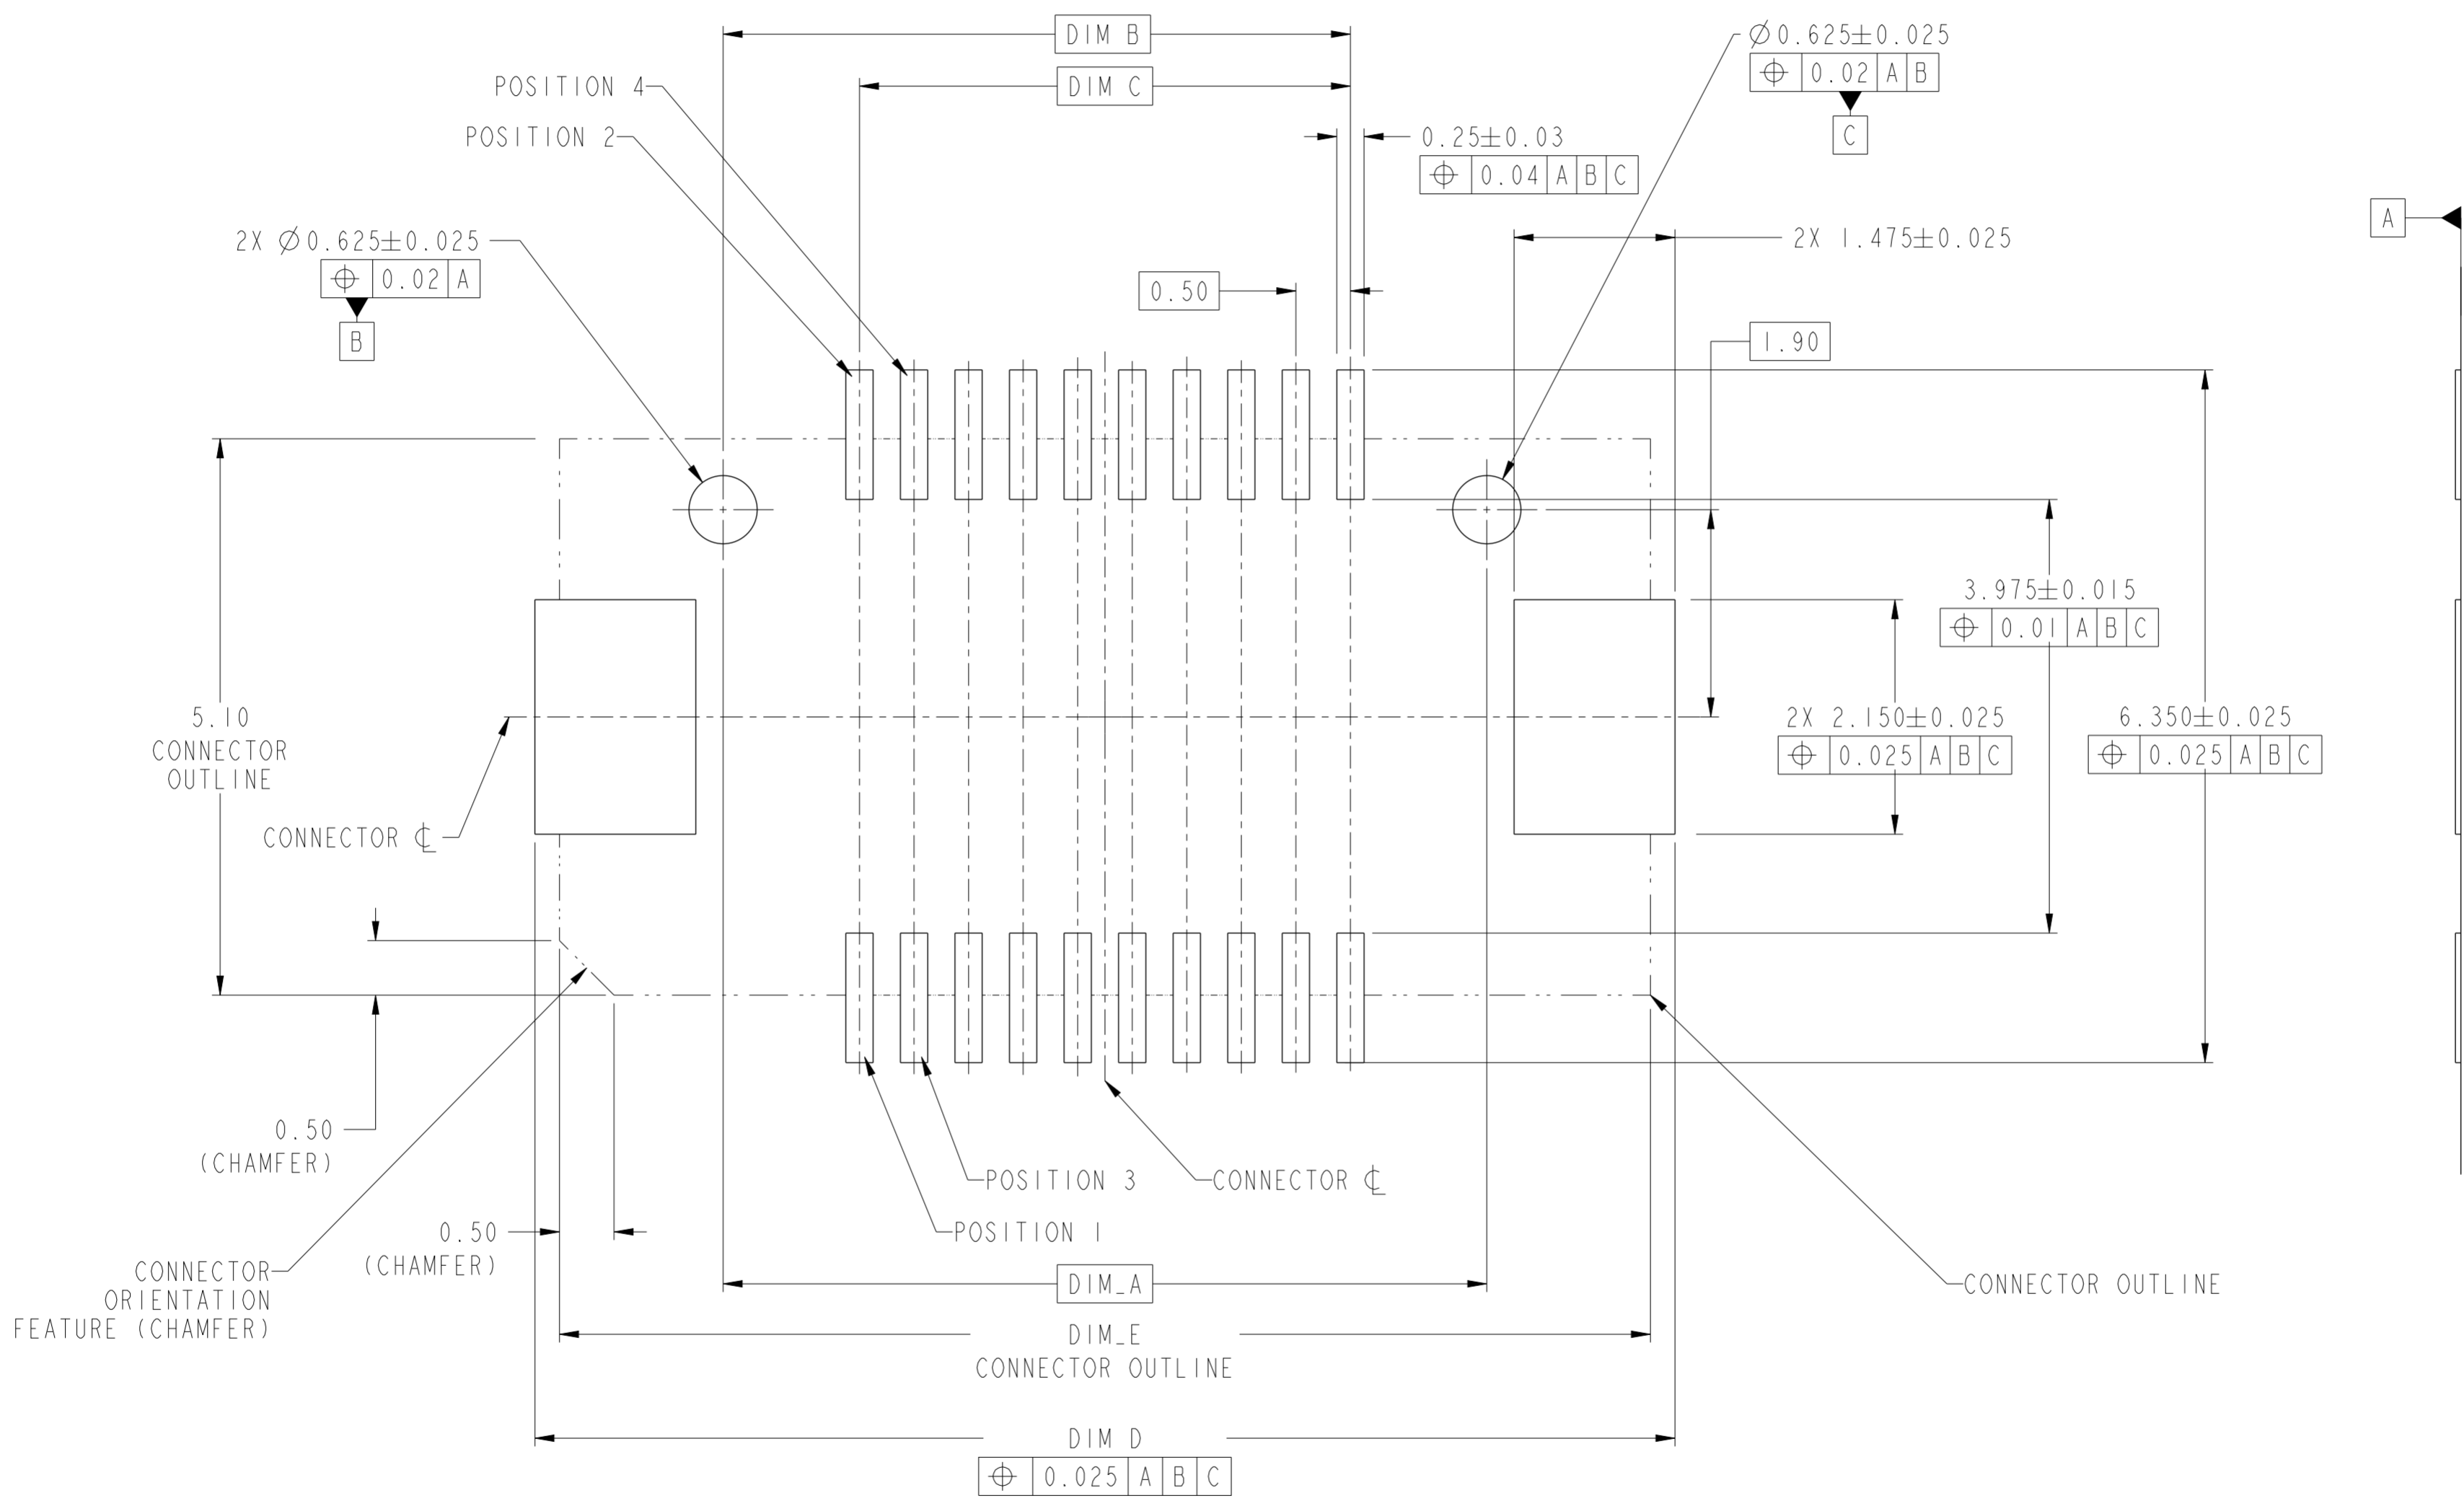 DIM B
Ø0.625±0.025
⌖ 0.02 A B
C
DIM C
POSITION 4
POSITION 2
0.25±0.03
⌖ 0.04 A B C
2X Ø0.625±0.025
⌖ 0.02 A
B
A
2X 1.475±0.025
0.50
1.90
3.975±0.015
⌖ 0.01 A B C
5.10
CONNECTOR
OUTLINE
2X 2.150±0.025
⌖ 0.025 A B C
6.350±0.025
⌖ 0.025 A B C
CONNECTOR ℄
0.50
(CHAMFER)
POSITION 3
CONNECTOR ℄
POSITION 1
0.50
(CHAMFER)
CONNECTOR
ORIENTATION
FEATURE (CHAMFER)
DIM_A
CONNECTOR OUTLINE
DIM_E
CONNECTOR OUTLINE
DIM D
⌖ 0.025 A B C